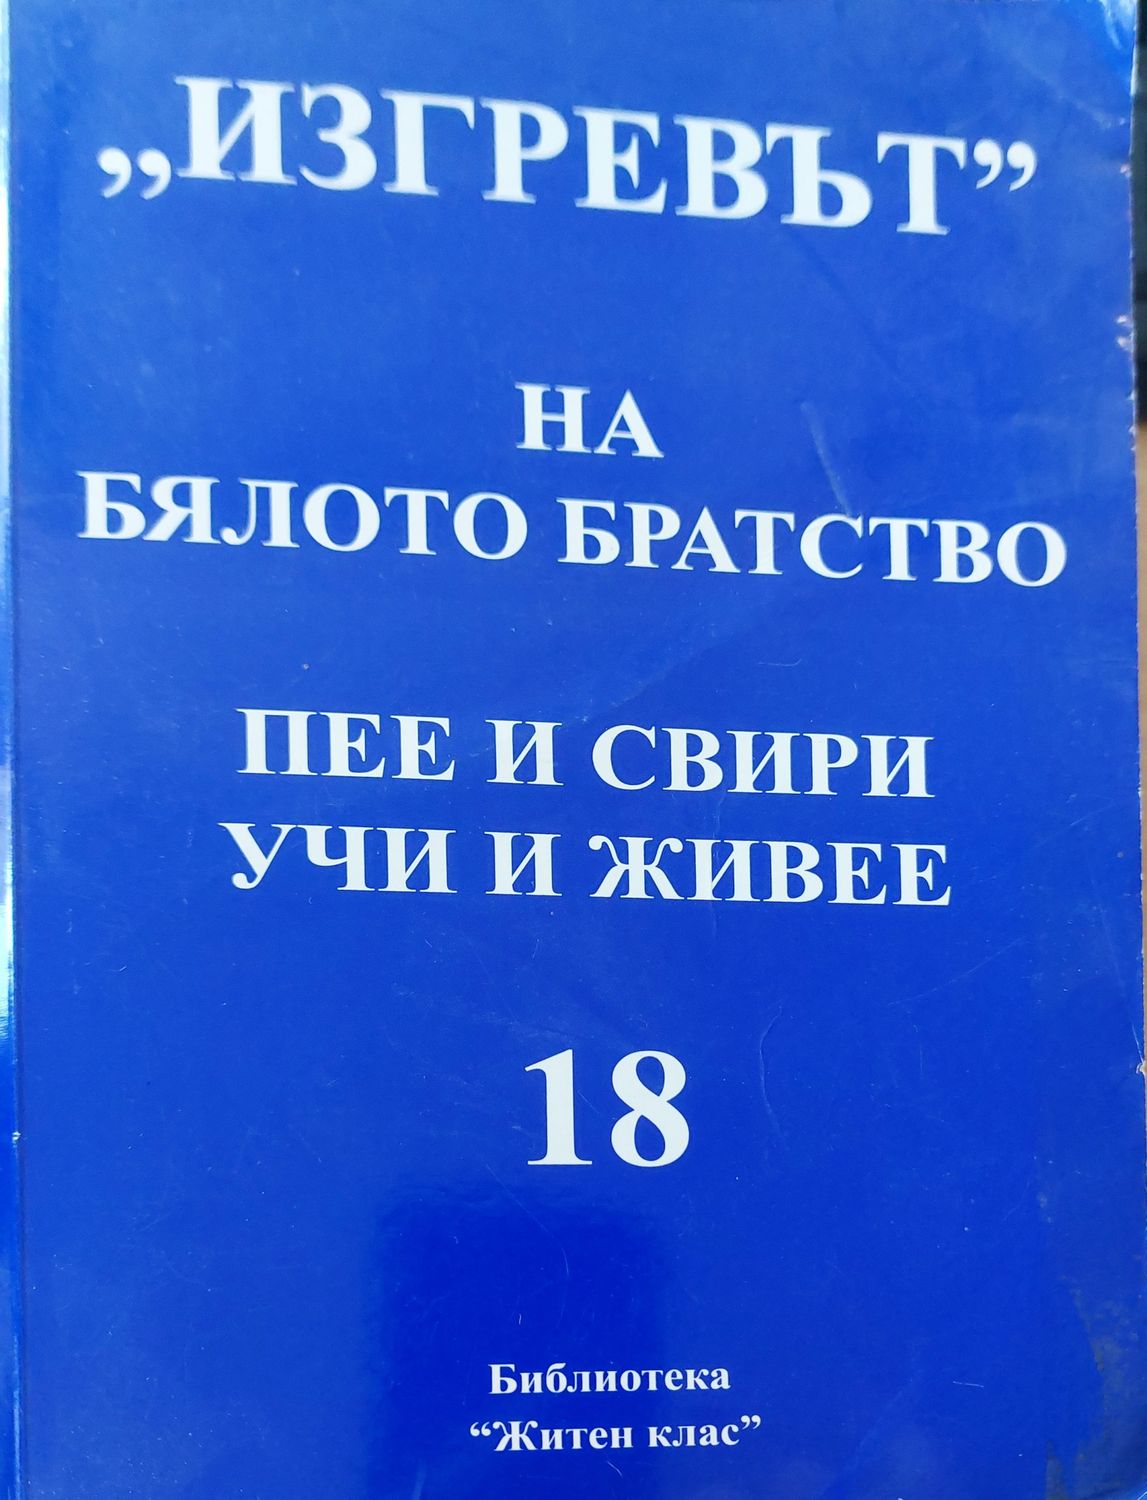 „ИЗГРЕВЪТ”
НА
БЯЛОТО БРАТСТВО
ПЕЕ И СВИРИ
УЧИ И ЖИВЕЕ
18
Библиотека
“Житен клас”